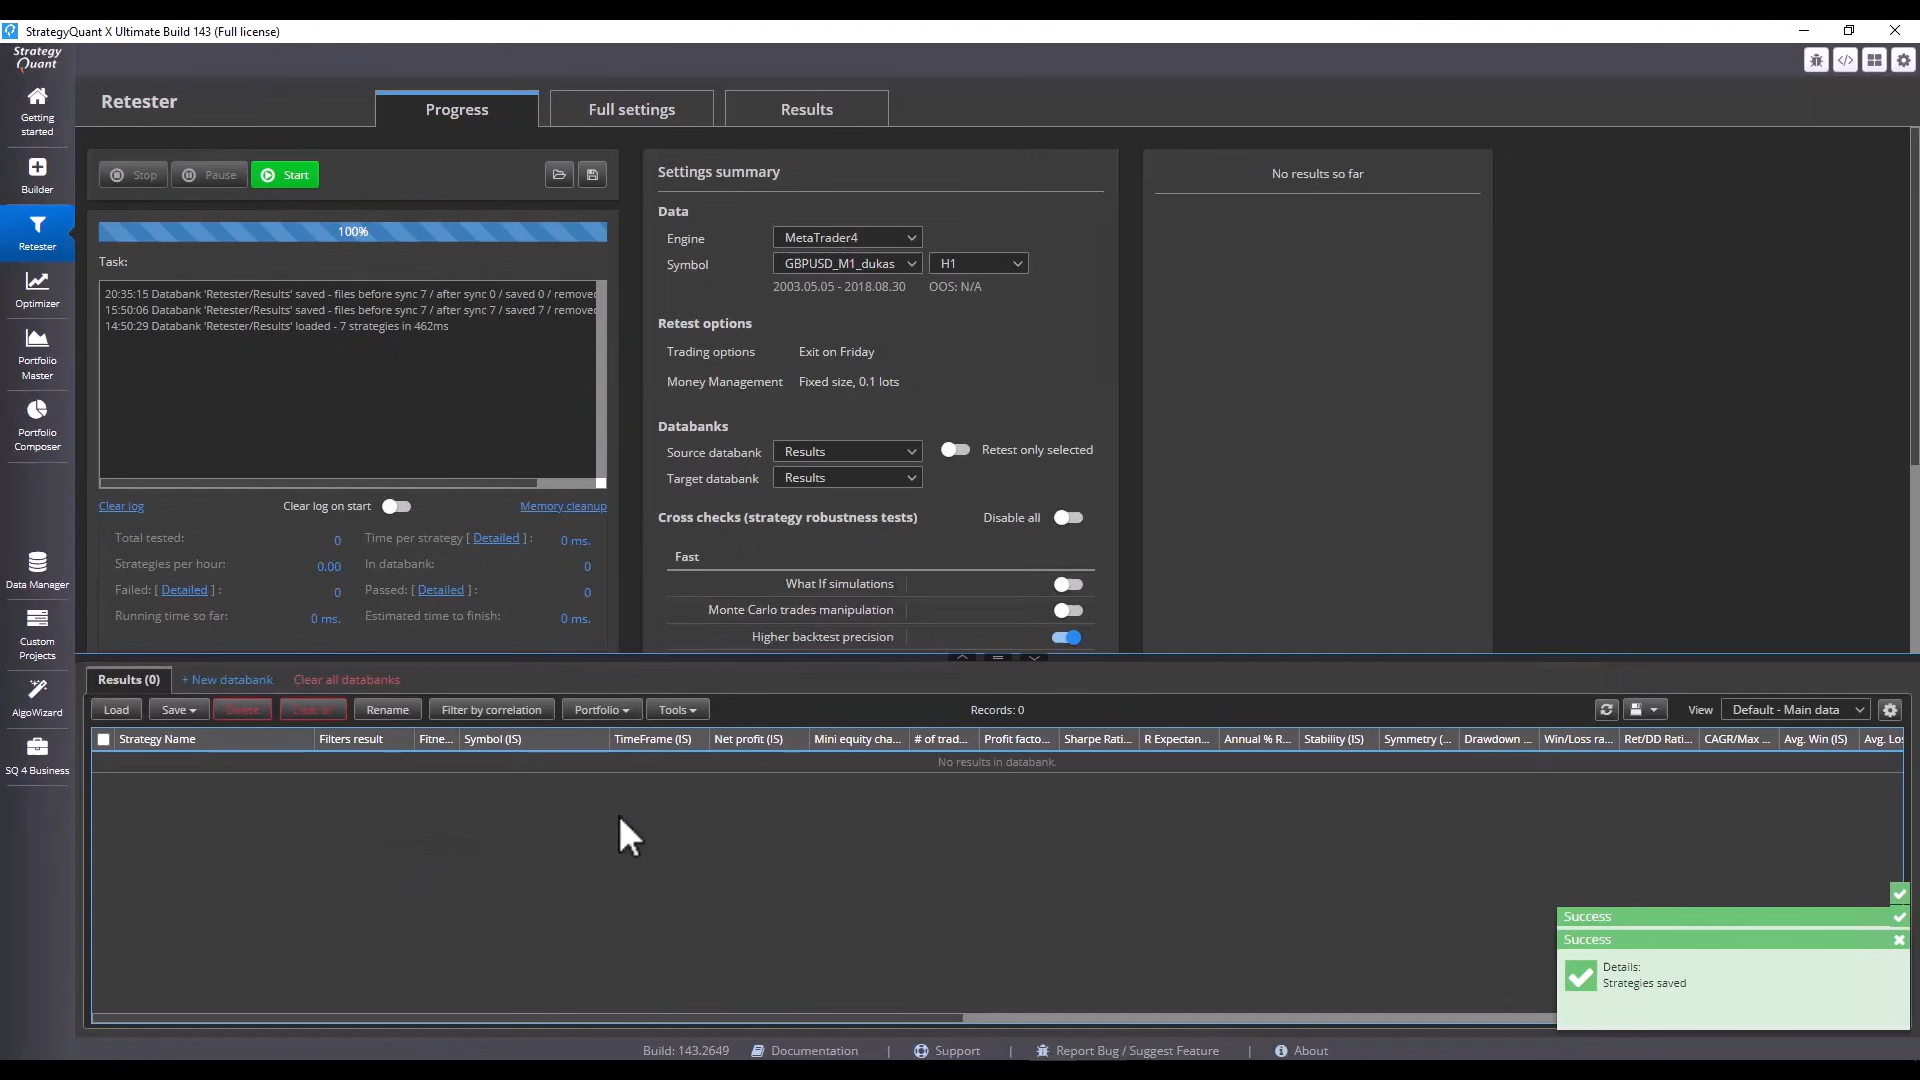 StrategyQuant X Ultimate Build 143 (Full license)
Strategy
Quant
Getting
started
Builder
Retester
Optimizer
Portfolio
Master
Portfolio
Composer
Data Manager
Custom
Projects
AlgoWizard
SQ 4 Business
Retester
Progress
Full settings
Results
Stop
Pause
Start
100%
Task:
20:35:15 Databank 'Retester/Results' saved - files before sync 7 / after sync 0 / saved 0 / removed
15:50:06 Databank 'Retester/Results' saved - files before sync 7 / after sync 7 / saved 7 / removed
14:50:29 Databank 'Retester/Results' loaded - 7 strategies in 462ms
Clear log
Clear log on start
Memory cleanup
Total tested: 0
Time per strategy [ Detailed ] : 0 ms.
Strategies per hour: 0.00
In databank: 0
Failed: [ Detailed ] : 0
Passed: [ Detailed ] : 0
Running time so far: 0 ms.
Estimated time to finish: 0 ms.
Settings summary
Data
Engine MetaTrader4
Symbol GBPUSD_M1_dukas H1
2003.05.05 - 2018.08.30 OOS: N/A
Retest options
Trading options Exit on Friday
Money Management Fixed size, 0.1 lots
Databanks
Source databank Results Retest only selected
Target databank Results
Cross checks (strategy robustness tests) Disable all
Fast
What If simulations
Monte Carlo trades manipulation
Higher backtest precision
No results so far
Results (0) + New databank Clear all databanks
Load Save Delete Clear all Rename Filter by correlation Portfolio Tools Records: 0 View Default - Main data
Strategy Name Filters result Fitne... Symbol (IS) TimeFrame (IS) Net profit (IS) Mini equity cha... # of trad... Profit facto... Sharpe Rati... R Expectan... Annual % R... Stability (IS) Symmetry (... Drawdown ... Win/Loss ra... Ret/DD Rati... CAGR/Max ... Avg. Win (IS) Avg. Lo
No results in databank.
Success
Success
Details:
Strategies saved
Build: 143.2649 Documentation | Support | Report Bug / Suggest Feature | About